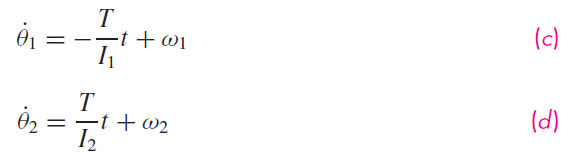 θ̇₁ = −T/I₁ t + ω₁ (c)
θ̇₂ = T/I₂ t + ω₂ (d)